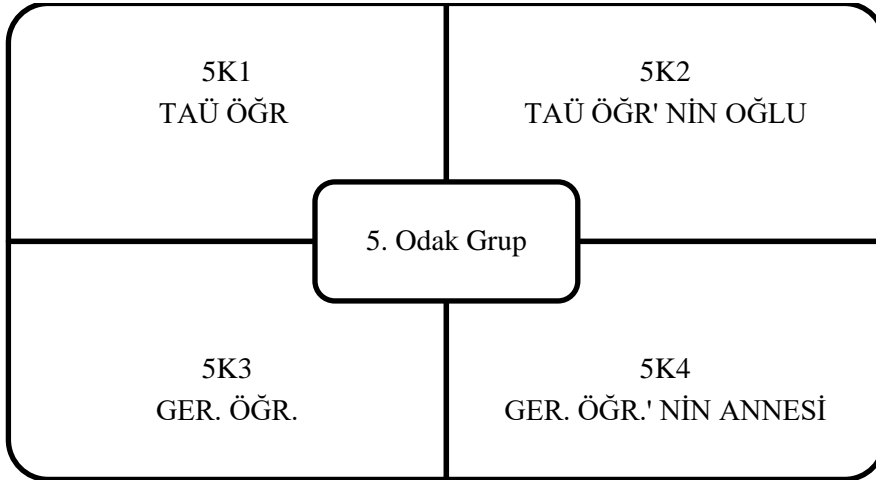 5K1
TAÜ ÖĞR
5K2
TAÜ ÖĞR' NİN OĞLU
5. Odak Grup
5K3
GER. ÖĞR.
5K4
GER. ÖĞR.' NİN ANNESİ